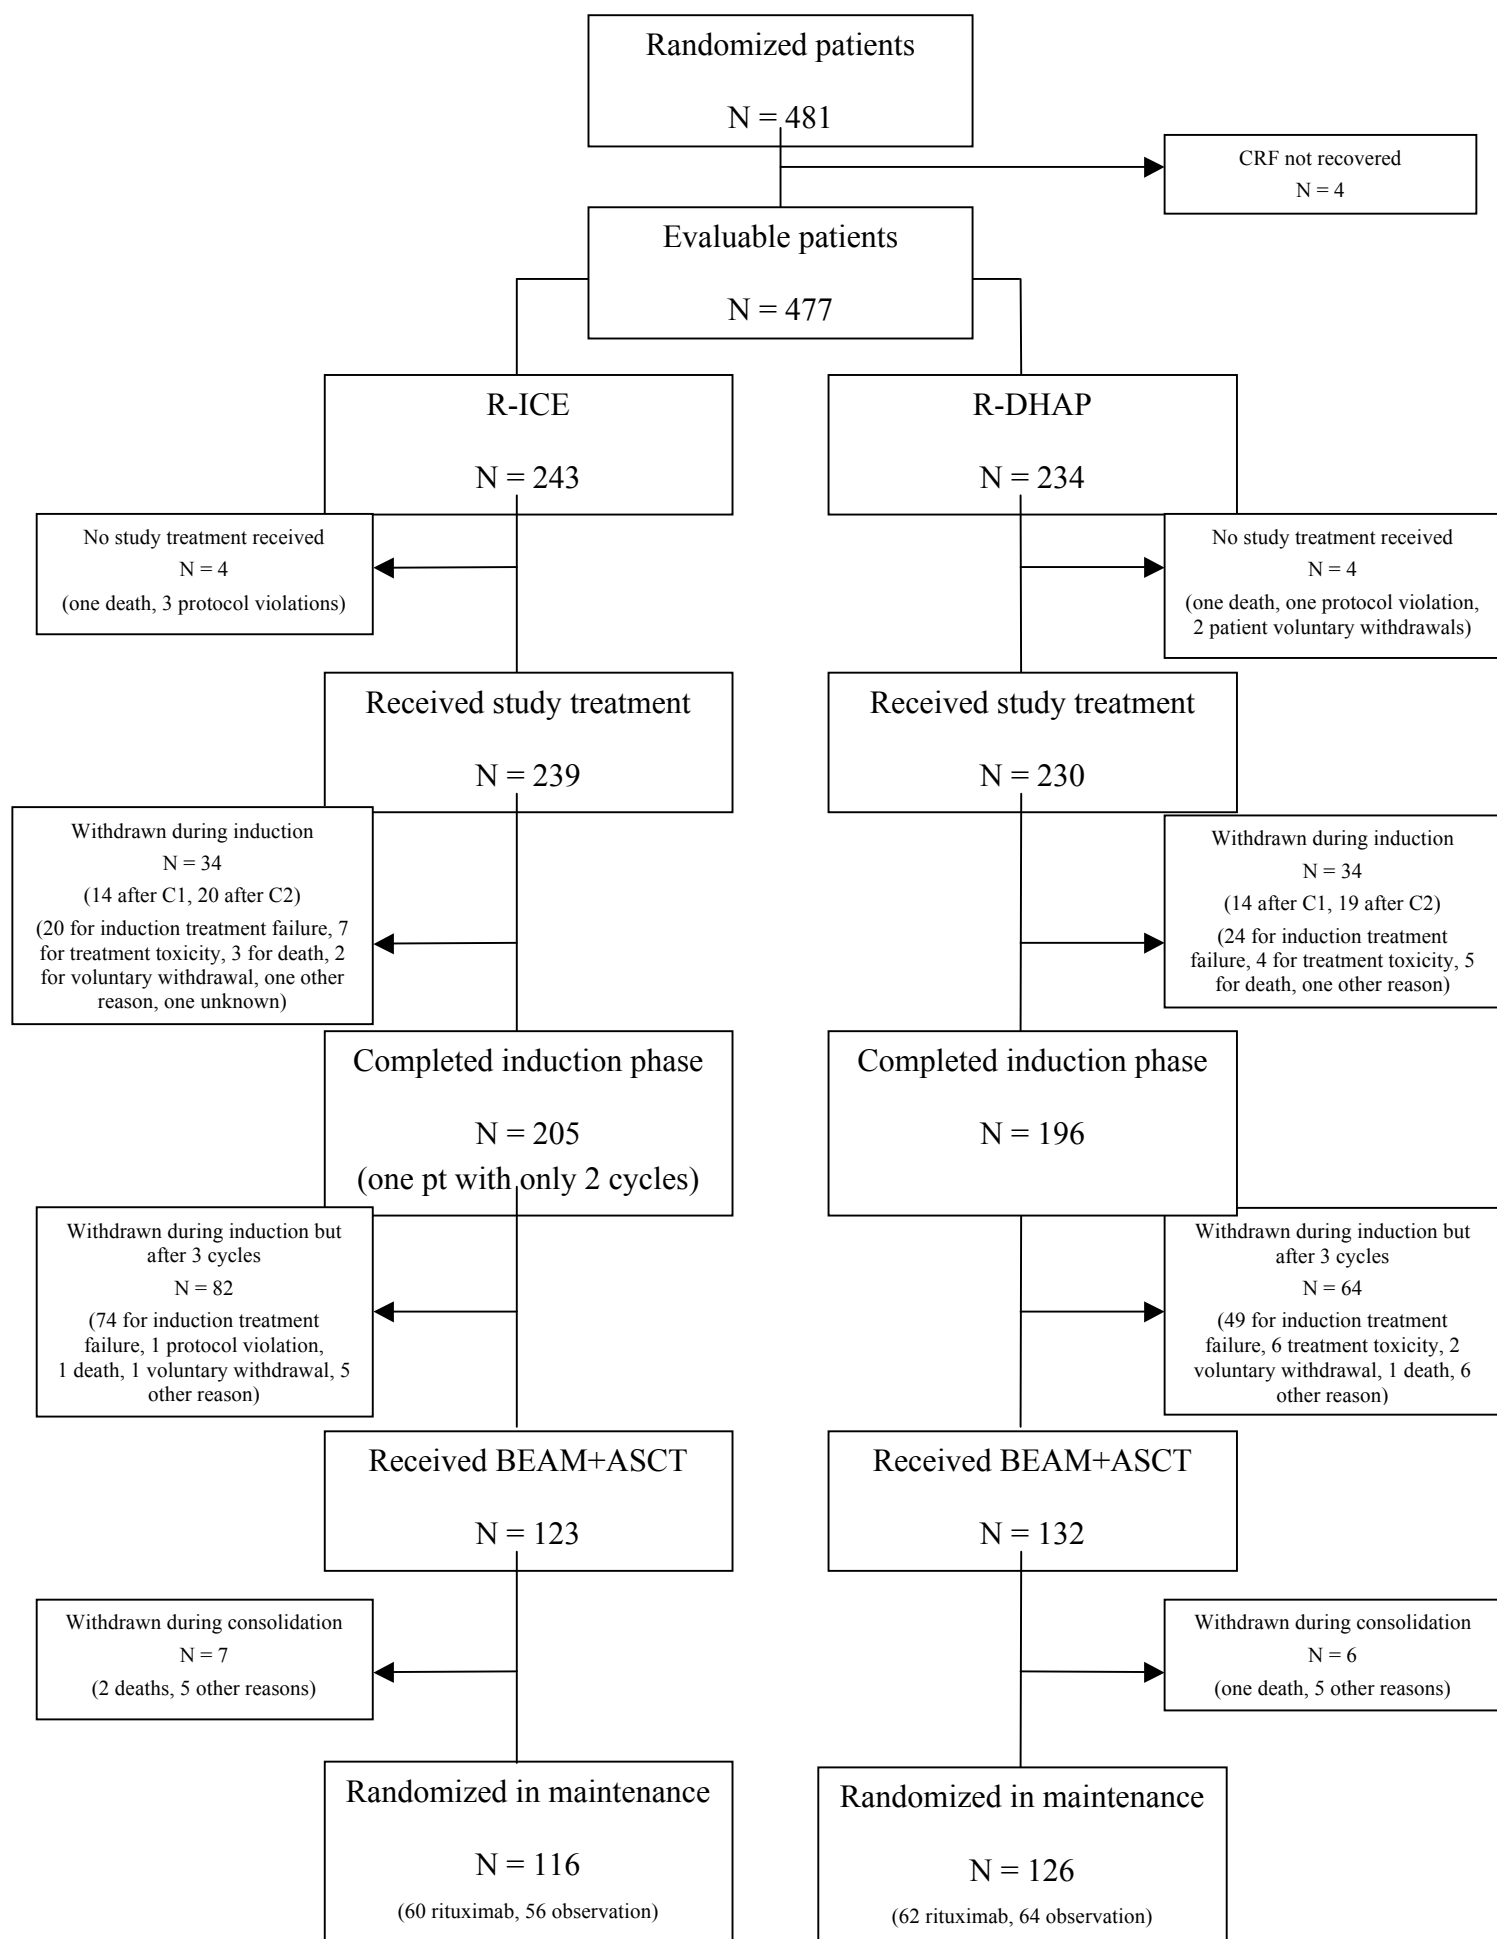 Randomized patients
N = 481
CRF not recovered
N = 4
Evaluable patients
N = 477
R-ICE
N = 243
R-DHAP
N = 234
No study treatment received
N = 4
(one death, 3 protocol violations)
No study treatment received
N = 4
(one death, one protocol violation,
2 patient voluntary withdrawals)
Received study treatment
N = 239
Received study treatment
N = 230
Withdrawn during induction
N = 34
(14 after C1, 20 after C2)
(20 for induction treatment failure, 7
for treatment toxicity, 3 for death, 2
for voluntary withdrawal, one other
reason, one unknown)
Withdrawn during induction
N = 34
(14 after C1, 19 after C2)
(24 for induction treatment
failure, 4 for treatment toxicity, 5
for death, one other reason)
Completed induction phase
N = 205
(one pt with only 2 cycles)
Completed induction phase
N = 196
Withdrawn during induction but
after 3 cycles
N = 82
(74 for induction treatment
failure, 1 protocol violation,
1 death, 1 voluntary withdrawal, 5
other reason)
Withdrawn during induction but
after 3 cycles
N = 64
(49 for induction treatment
failure, 6 treatment toxicity, 2
voluntary withdrawal, 1 death, 6
other reason)
Received BEAM+ASCT
N = 123
Received BEAM+ASCT
N = 132
Withdrawn during consolidation
N = 7
(2 deaths, 5 other reasons)
Withdrawn during consolidation
N = 6
(one death, 5 other reasons)
Randomized in maintenance
N = 116
(60 rituximab, 56 observation)
Randomized in maintenance
N = 126
(62 rituximab, 64 observation)